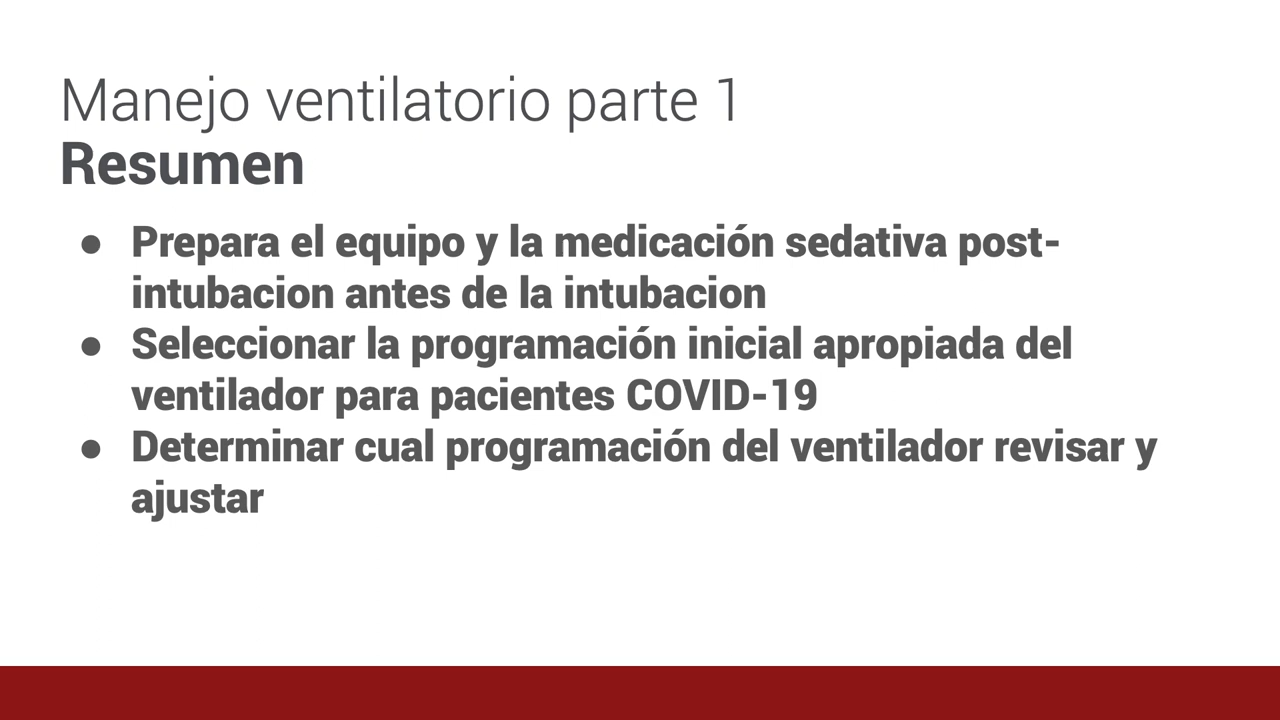 Manejo ventilatorio parte 1
Resumen
● Prepara el equipo y la medicación sedativa post-
intubacion antes de la intubacion
● Seleccionar la programación inicial apropiada del
ventilador para pacientes COVID-19
● Determinar cual programación del ventilador revisar y
ajustar